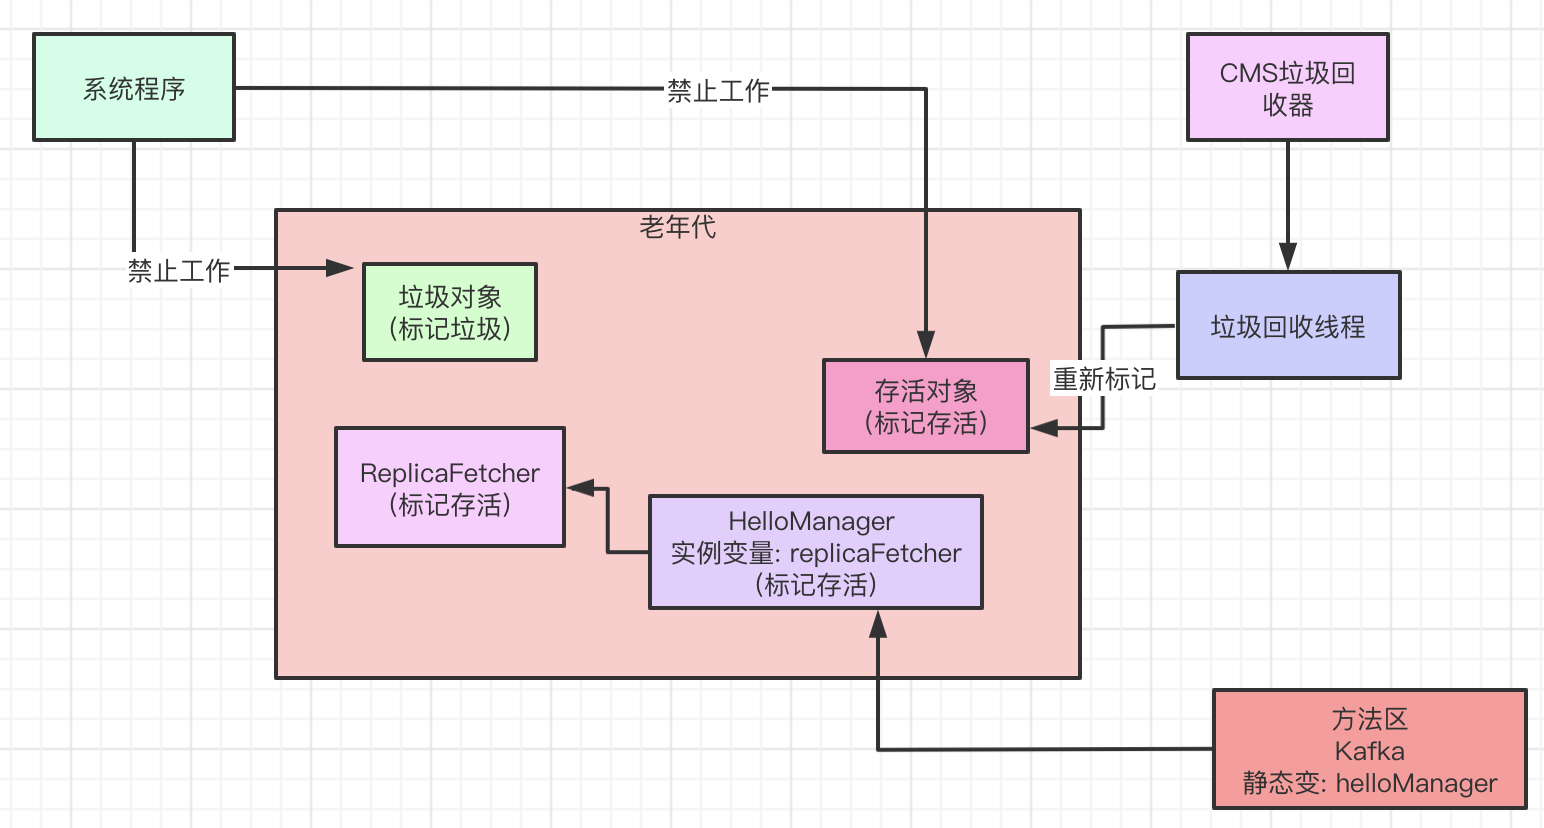 系统程序
禁止工作
CMS垃圾回
收器
禁止工作
老年代
垃圾对象
(标记垃圾)
垃圾回收线程
重新标记
存活对象
(标记存活)
ReplicaFetcher
(标记存活)
HelloManager
实例变量: replicaFetcher
(标记存活)
方法区
Kafka
静态变: helloManager